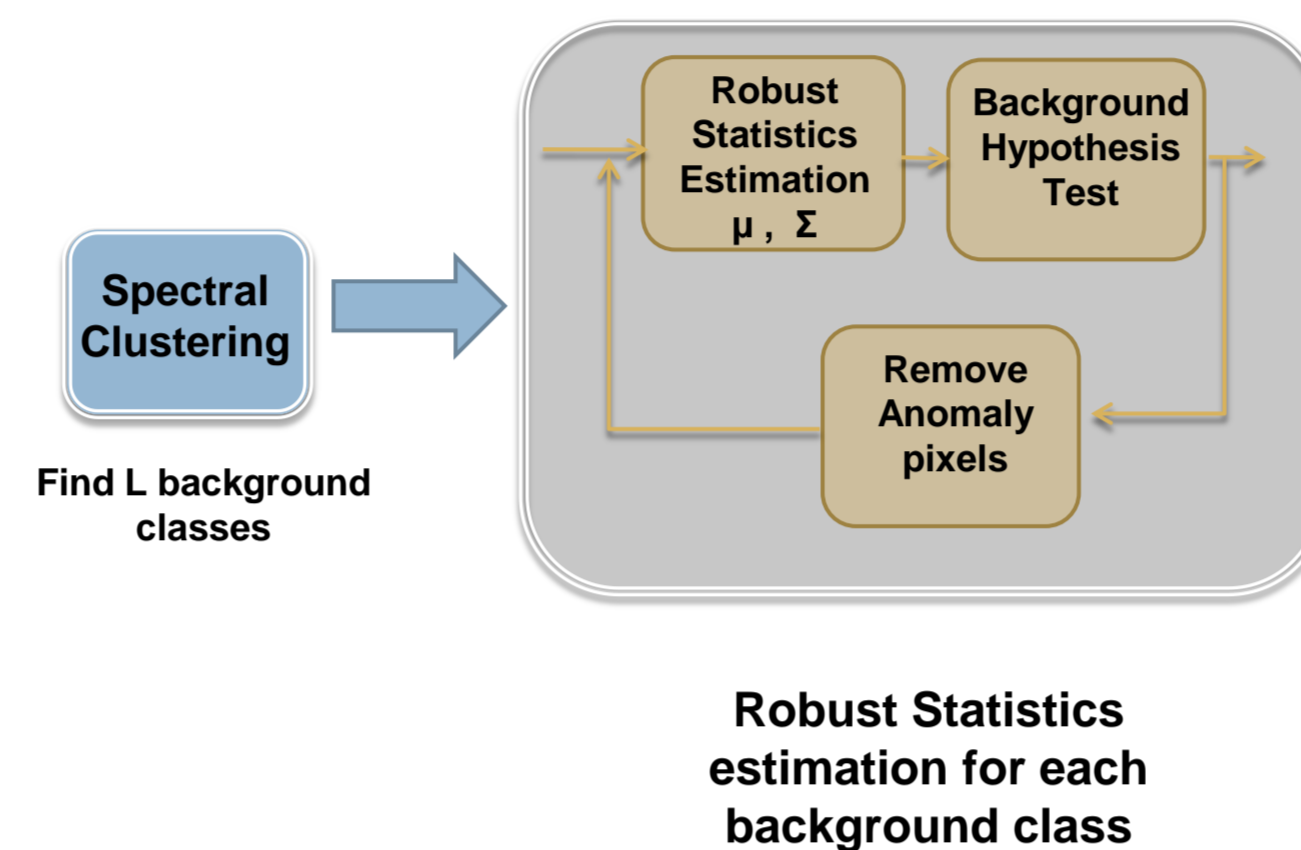 Spectral
Clustering
Find L background
classes
Robust
Statistics
Estimation
μ , Σ
Background
Hypothesis
Test
Remove
Anomaly
pixels
Robust Statistics
estimation for each
background class